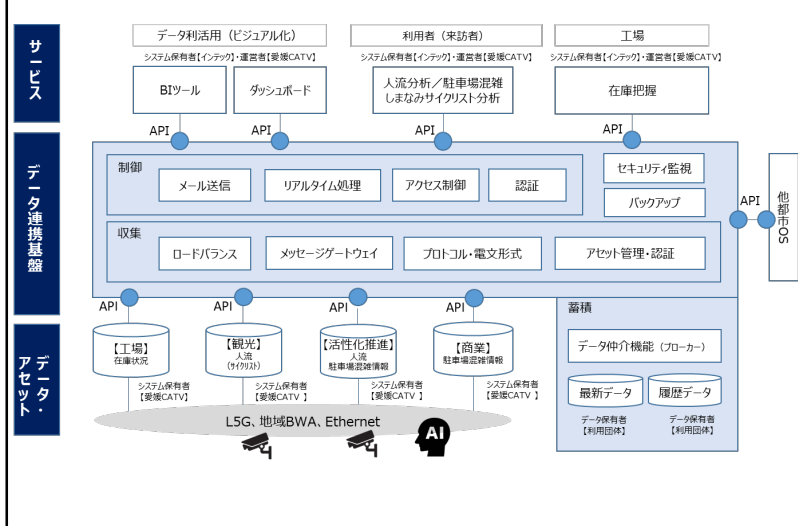 サービス
データ利活用（ビジュアル化）
利用者（来訪者）
工場
システム保有者【インテック】・運営者【愛媛CATV】
システム保有者【インテック】・運営者【愛媛CATV】
システム保有者【インテック】・運営者【愛媛CATV】
BIツール
ダッシュボード
人流分析／駐車場混雑
しまなみサイクリスト分析
在庫把握
API
API
API
API
データ連携基盤
制御
メール送信
リアルタイム処理
アクセス制御
認証
セキュリティ監視
バックアップ
収集
ロードバランス
メッセージゲートウェイ
プロトコル・電文形式
アセット管理・認証
API
他都市OS
API
API
API
API
データ・
アセット
【工場】
在庫状況
【観光】
人流
(サイクリスト)
【活性化推進】
人流
駐車場混雑情報
【商業】
駐車場混雑情報
システム保有者
【愛媛CATV】
システム保有者
【愛媛CATV 】
システム保有者
【愛媛CATV 】
システム保有者
【愛媛CATV】
L5G、地域BWA、Ethernet
AI
蓄積
データ仲介機能（ブローカー）
最新データ
履歴データ
データ保有者
【利用団体】
データ保有者
【利用団体】